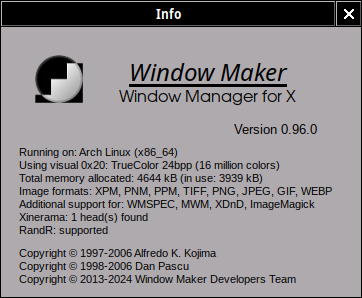 Info
Window Maker
Window Manager for X
Version 0.96.0
Running on: Arch Linux (x86_64)
Using visual 0x20: TrueColor 24bpp (16 million colors)
Total memory allocated: 4644 kB (in use: 3939 kB)
Image formats: XPM, PNM, PPM, TIFF, PNG, JPEG, GIF, WEBP
Additional support for: WMSPEC, MWM, XDnD, ImageMagick
Xinerama: 1 head(s) found
RandR: supported
Copyright © 1997-2006 Alfredo K. Kojima
Copyright © 1998-2006 Dan Pascu
Copyright © 2013-2024 Window Maker Developers Team